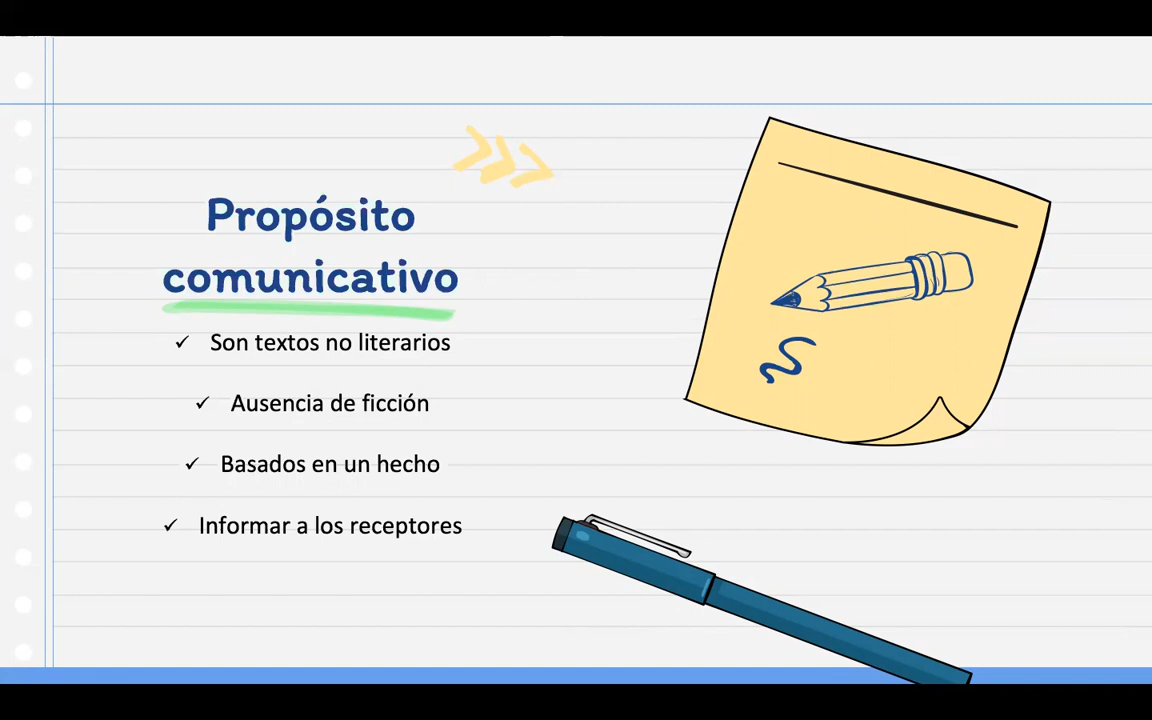 Propósito
comunicativo
✓ Son textos no literarios
✓ Ausencia de ficción
✓ Basados en un hecho
✓ Informar a los receptores